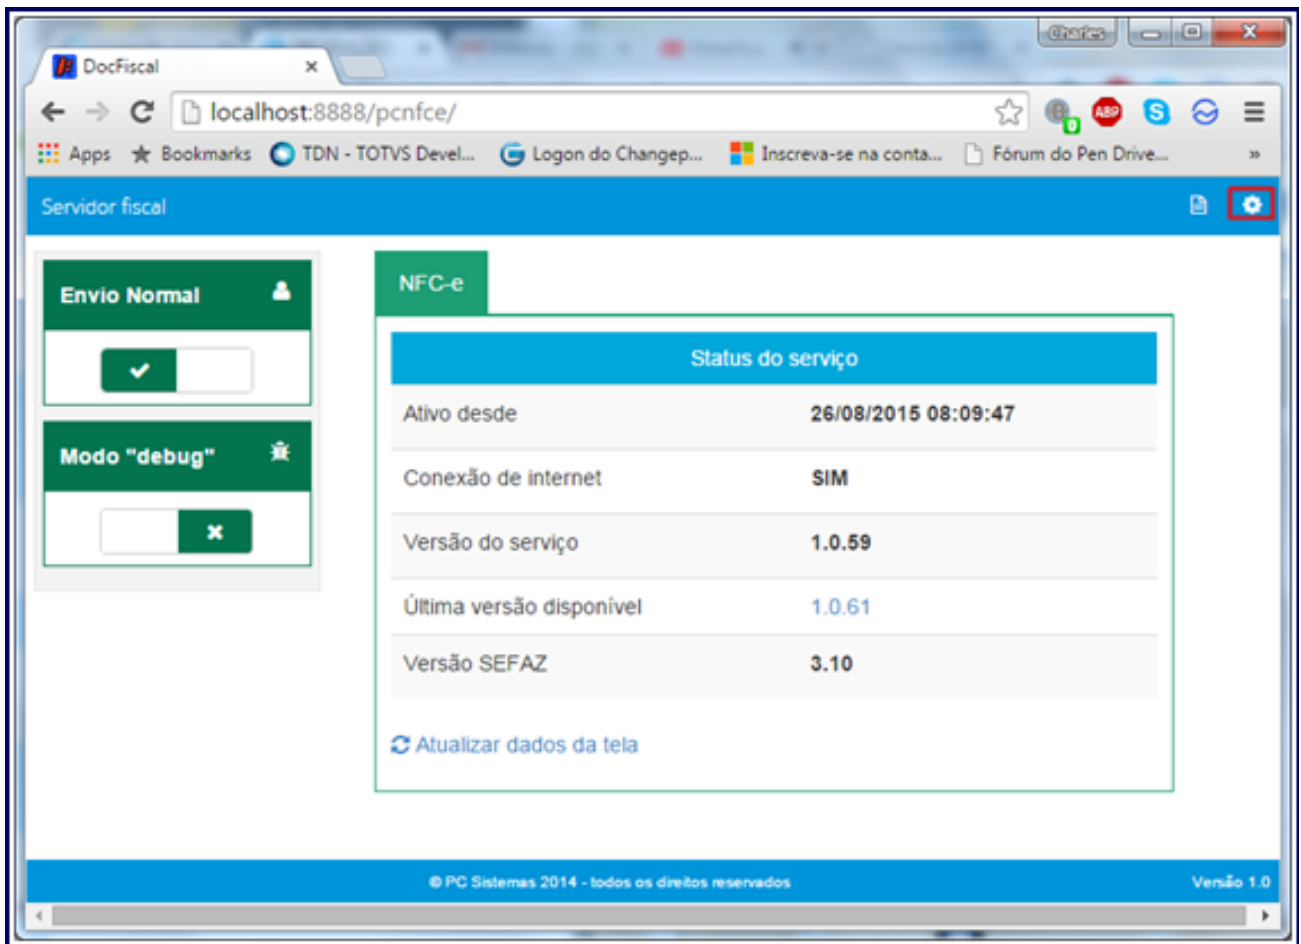 Charles
DocFiscal
localhost:8888/pcnfce/
ABP
0
Apps Bookmarks TDN - TOTVS Devel... Logon do Changep... Inscreva-se na conta... Fórum do Pen Drive... »
Servidor fiscal
Envio Normal
Modo "debug"
NFC-e
Status do serviço
Ativo desde 26/08/2015 08:09:47
Conexão de internet SIM
Versão do serviço 1.0.59
Última versão disponível 1.0.61
Versão SEFAZ 3.10
Atualizar dados da tela
© PC Sistemas 2014 - todos os direitos reservados Versão 1.0